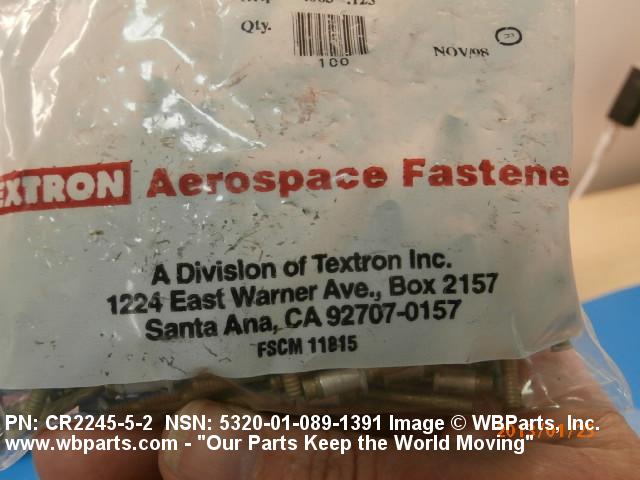 Qty.
100
NOV/98
EXTRON Aerospace Fastene
A Division of Textron Inc.
1224 East Warner Ave., Box 2157
Santa Ana, CA 92707-0157
FSCM 11815
PN: CR2245-5-2 NSN: 5320-01-089-1391 Image © WBParts, Inc.
www.wbparts.com - "Our Parts Keep the World Moving"